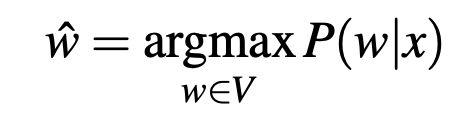 ŵ = argmax P(w|x)
w∈V